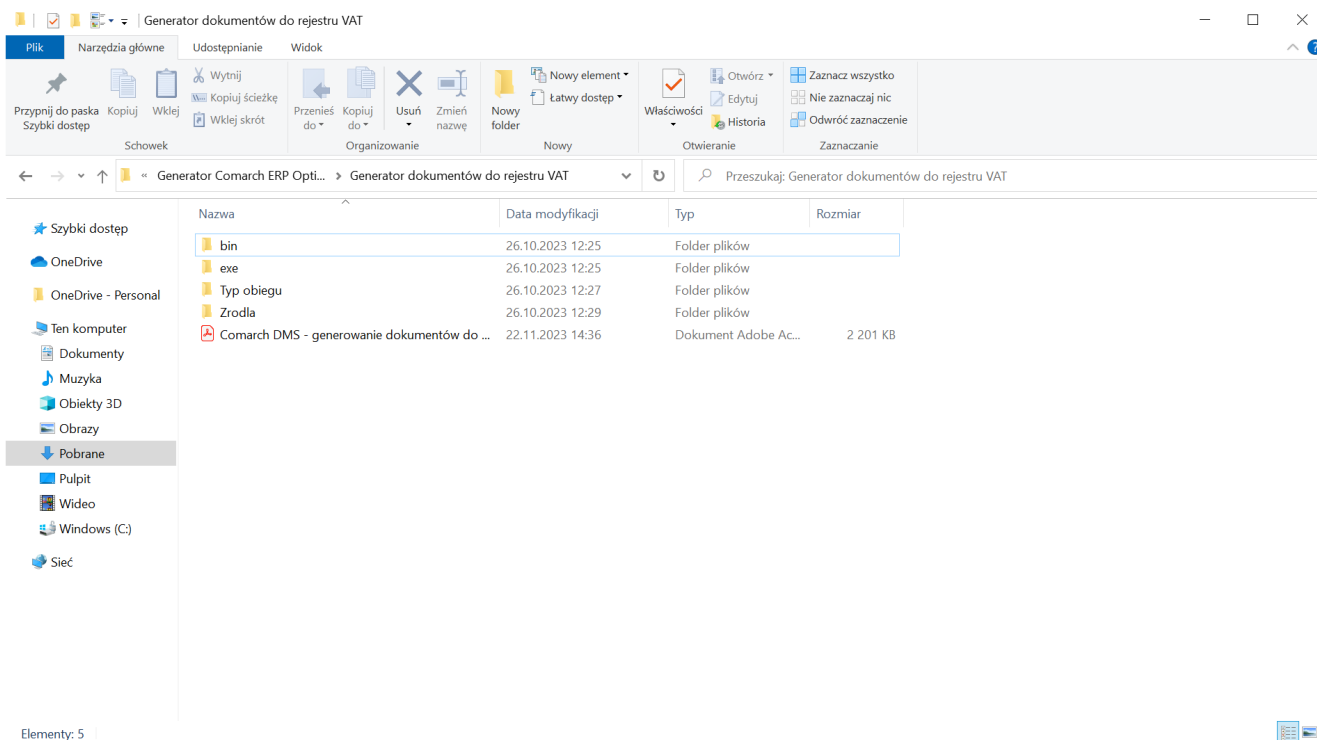 Generator dokumentów do rejestru VAT
Plik Narzędzia główne Udostępnianie Widok
Przypnij do paska Szybki dostęp
Kopiuj
Wklej
Wytnij
Kopiuj ścieżkę
Wklej skrót
Schowek
Przenieś do
Kopiuj do
Usuń
Zmień nazwę
Organizowanie
Nowy folder
Nowy element
Łatwy dostęp
Nowy
Właściwości
Otwórz
Edytuj
Historia
Otwieranie
Zaznacz wszystko
Nie zaznaczaj nic
Odwróć zaznaczenie
Zaznaczanie
« Generator Comarch ERP Opti... > Generator dokumentów do rejestru VAT
Przeszukaj: Generator dokumentów do rejestru VAT
Szybki dostęp
OneDrive
OneDrive - Personal
Ten komputer
Dokumenty
Muzyka
Obiekty 3D
Obrazy
Pobrane
Pulpit
Wideo
Windows (C:)
Sieć
Nazwa Data modyfikacji Typ Rozmiar
bin 26.10.2023 12:25 Folder plików
exe 26.10.2023 12:25 Folder plików
Typ obiegu 26.10.2023 12:27 Folder plików
Zrodla 26.10.2023 12:29 Folder plików
Comarch DMS - generowanie dokumentów do ... 22.11.2023 14:36 Dokument Adobe Ac... 2 201 KB
Elementy: 5